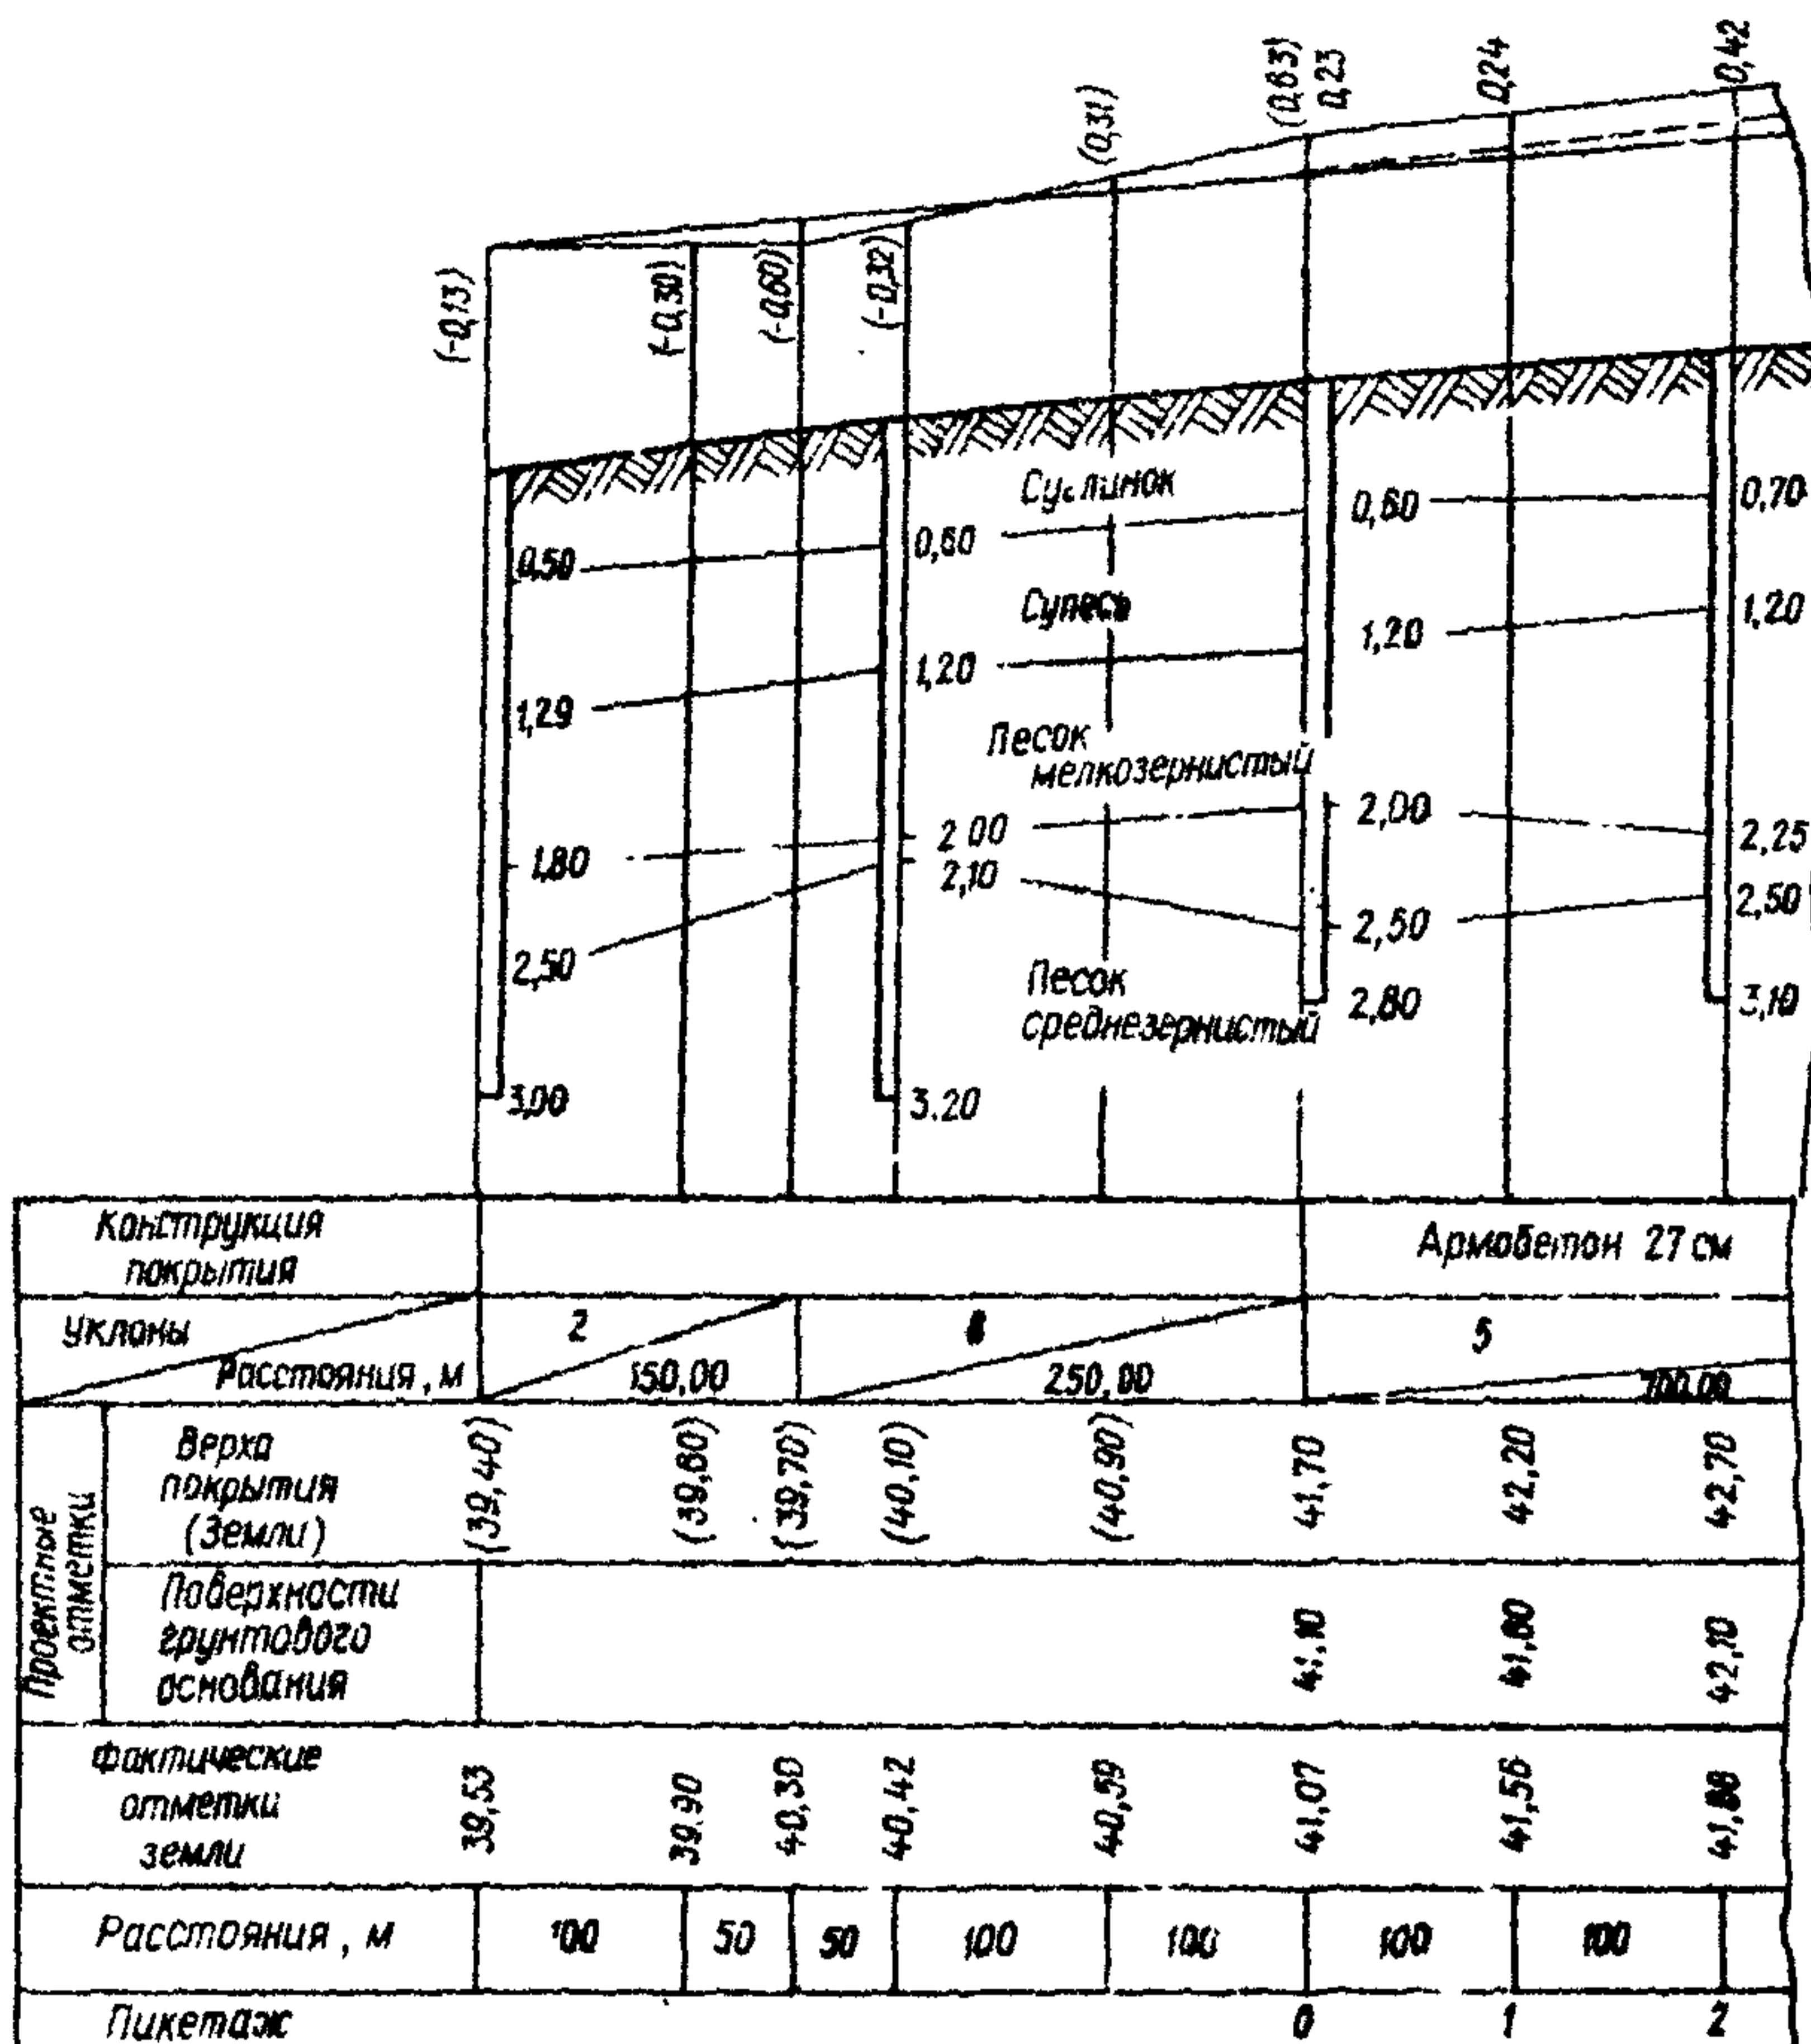 (0,31)
(0,63)
0,23
0,24
0,42
(-0,13)
(-0,30)
(-0,60)
(-0,32)
Суглинок
0,50
0,60
0,60
0,70
Супесь
1,29
1,20
1,20
1,20
Песок
мелкозернистый
1,80
2 00
2,00
2,25
2,50
2,10
2,50
2,50
Песок
среднезернистый
3,00
3.20
2,80
3,10
Конструкция
покрытия
Армобетон 27 см
Уклоны
Расстояния, м
2
150,00
250,00
5
700,00
Проектные
отметки
Верха
покрытия
(Земли)
(39,40)
(39,60)
(39,70)
(40,10)
(40,90)
41,70
42,20
42,70
Поверхности
грунтового
основания
41,10
41,60
42,10
Фактические
отметки
земли
39,53
39,90
40,30
40,42
40,59
41,07
41,56
Расстояния, м
100
50
50
100
100
100
100
Пикетаж
0
1
2